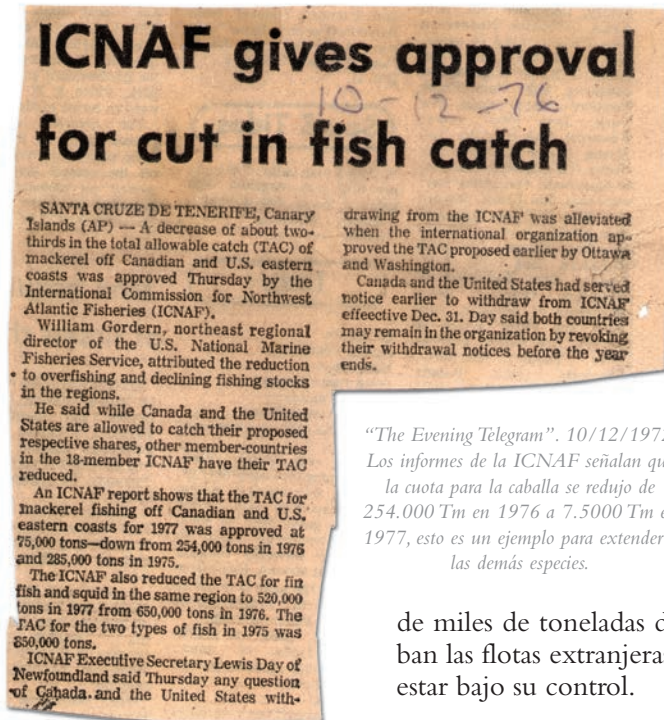 ICNAF gives approval
10-12-76
for cut in fish catch
SANTA CRUZE DE TENERIFE, Canary
Islands (AP) — A decrease of about two-
thirds in the total allowable catch (TAC) of
mackerel off Canadian and U.S. eastern
coasts was approved Thursday by the
International Commission for Northwest
Atlantic Fisheries (ICNAF).
William Gordern, northeast regional
director of the U.S. National Marine
Fisheries Service, attributed the reduction
to overfishing and declining fishing stocks
in the regions.
He said while Canada and the United
States are allowed to catch their proposed
respective shares, other member-countries
in the 18-member ICNAF have their TAC
reduced.
An ICNAF report shows that the TAC for
mackerel fishing off Canadian and U.S.
eastern coasts for 1977 was approved at
75,000 tons—down from 254,000 tons in 1976
and 285,000 tons in 1975.
The ICNAF also reduced the TAC for fin
fish and squid in the same region to 520,000
tons in 1977 from 650,000 tons in 1976. The
TAC for the two types of fish in 1975 was
850,000 tons.
ICNAF Executive Secretary Lewis Day of
Newfoundland said Thursday any question
of Canada and the United States with-
drawing from the ICNAF was alleviated
when the international organization ap-
proved the TAC proposed earlier by Ottawa
and Washington.
Canada and the United States had served
notice earlier to withdraw from ICNAF
effeective Dec. 31. Day said both countries
may remain in the organization by revoking
their withdrawal notices before the year
ends.
"The Evening Telegram". 10/12/197
Los informes de la ICNAF señalan qu
la cuota para la caballa se redujo de
254.000 Tm en 1976 a 7.5000 Tm e
1977, esto es un ejemplo para extender
las demás especies.
de miles de toneladas d
ban las flotas extranjeras
estar bajo su control.